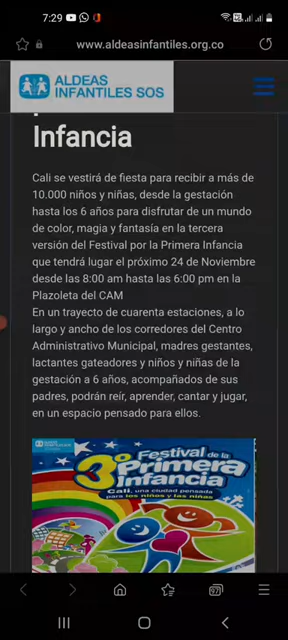 7:29
www.aldeasinfantiles.org.co
ALDEAS
INFANTILES SOS
Infancia
Cali se vestirá de fiesta para recibir a más de
10.000 niños y niñas, desde la gestación
hasta los 6 años para disfrutar de un mundo
de color, magia y fantasía en la tercera
versión del Festival por la Primera Infancia
que tendrá lugar el próximo 24 de Noviembre
desde las 8:00 am hasta las 6:00 pm en la
Plazoleta del CAM
En un trayecto de cuarenta estaciones, a lo
largo y ancho de los corredores del Centro
Administrativo Municipal, madres gestantes,
lactantes gateadores y niños y niñas de la
gestación a 6 años, acompañados de sus
padres, podrán reír, aprender, cantar y jugar,
en un espacio pensado para ellos.
3º Festival de la
Primera
Infancia
Cali, una ciudad pensada
para los niños y las niñas
97